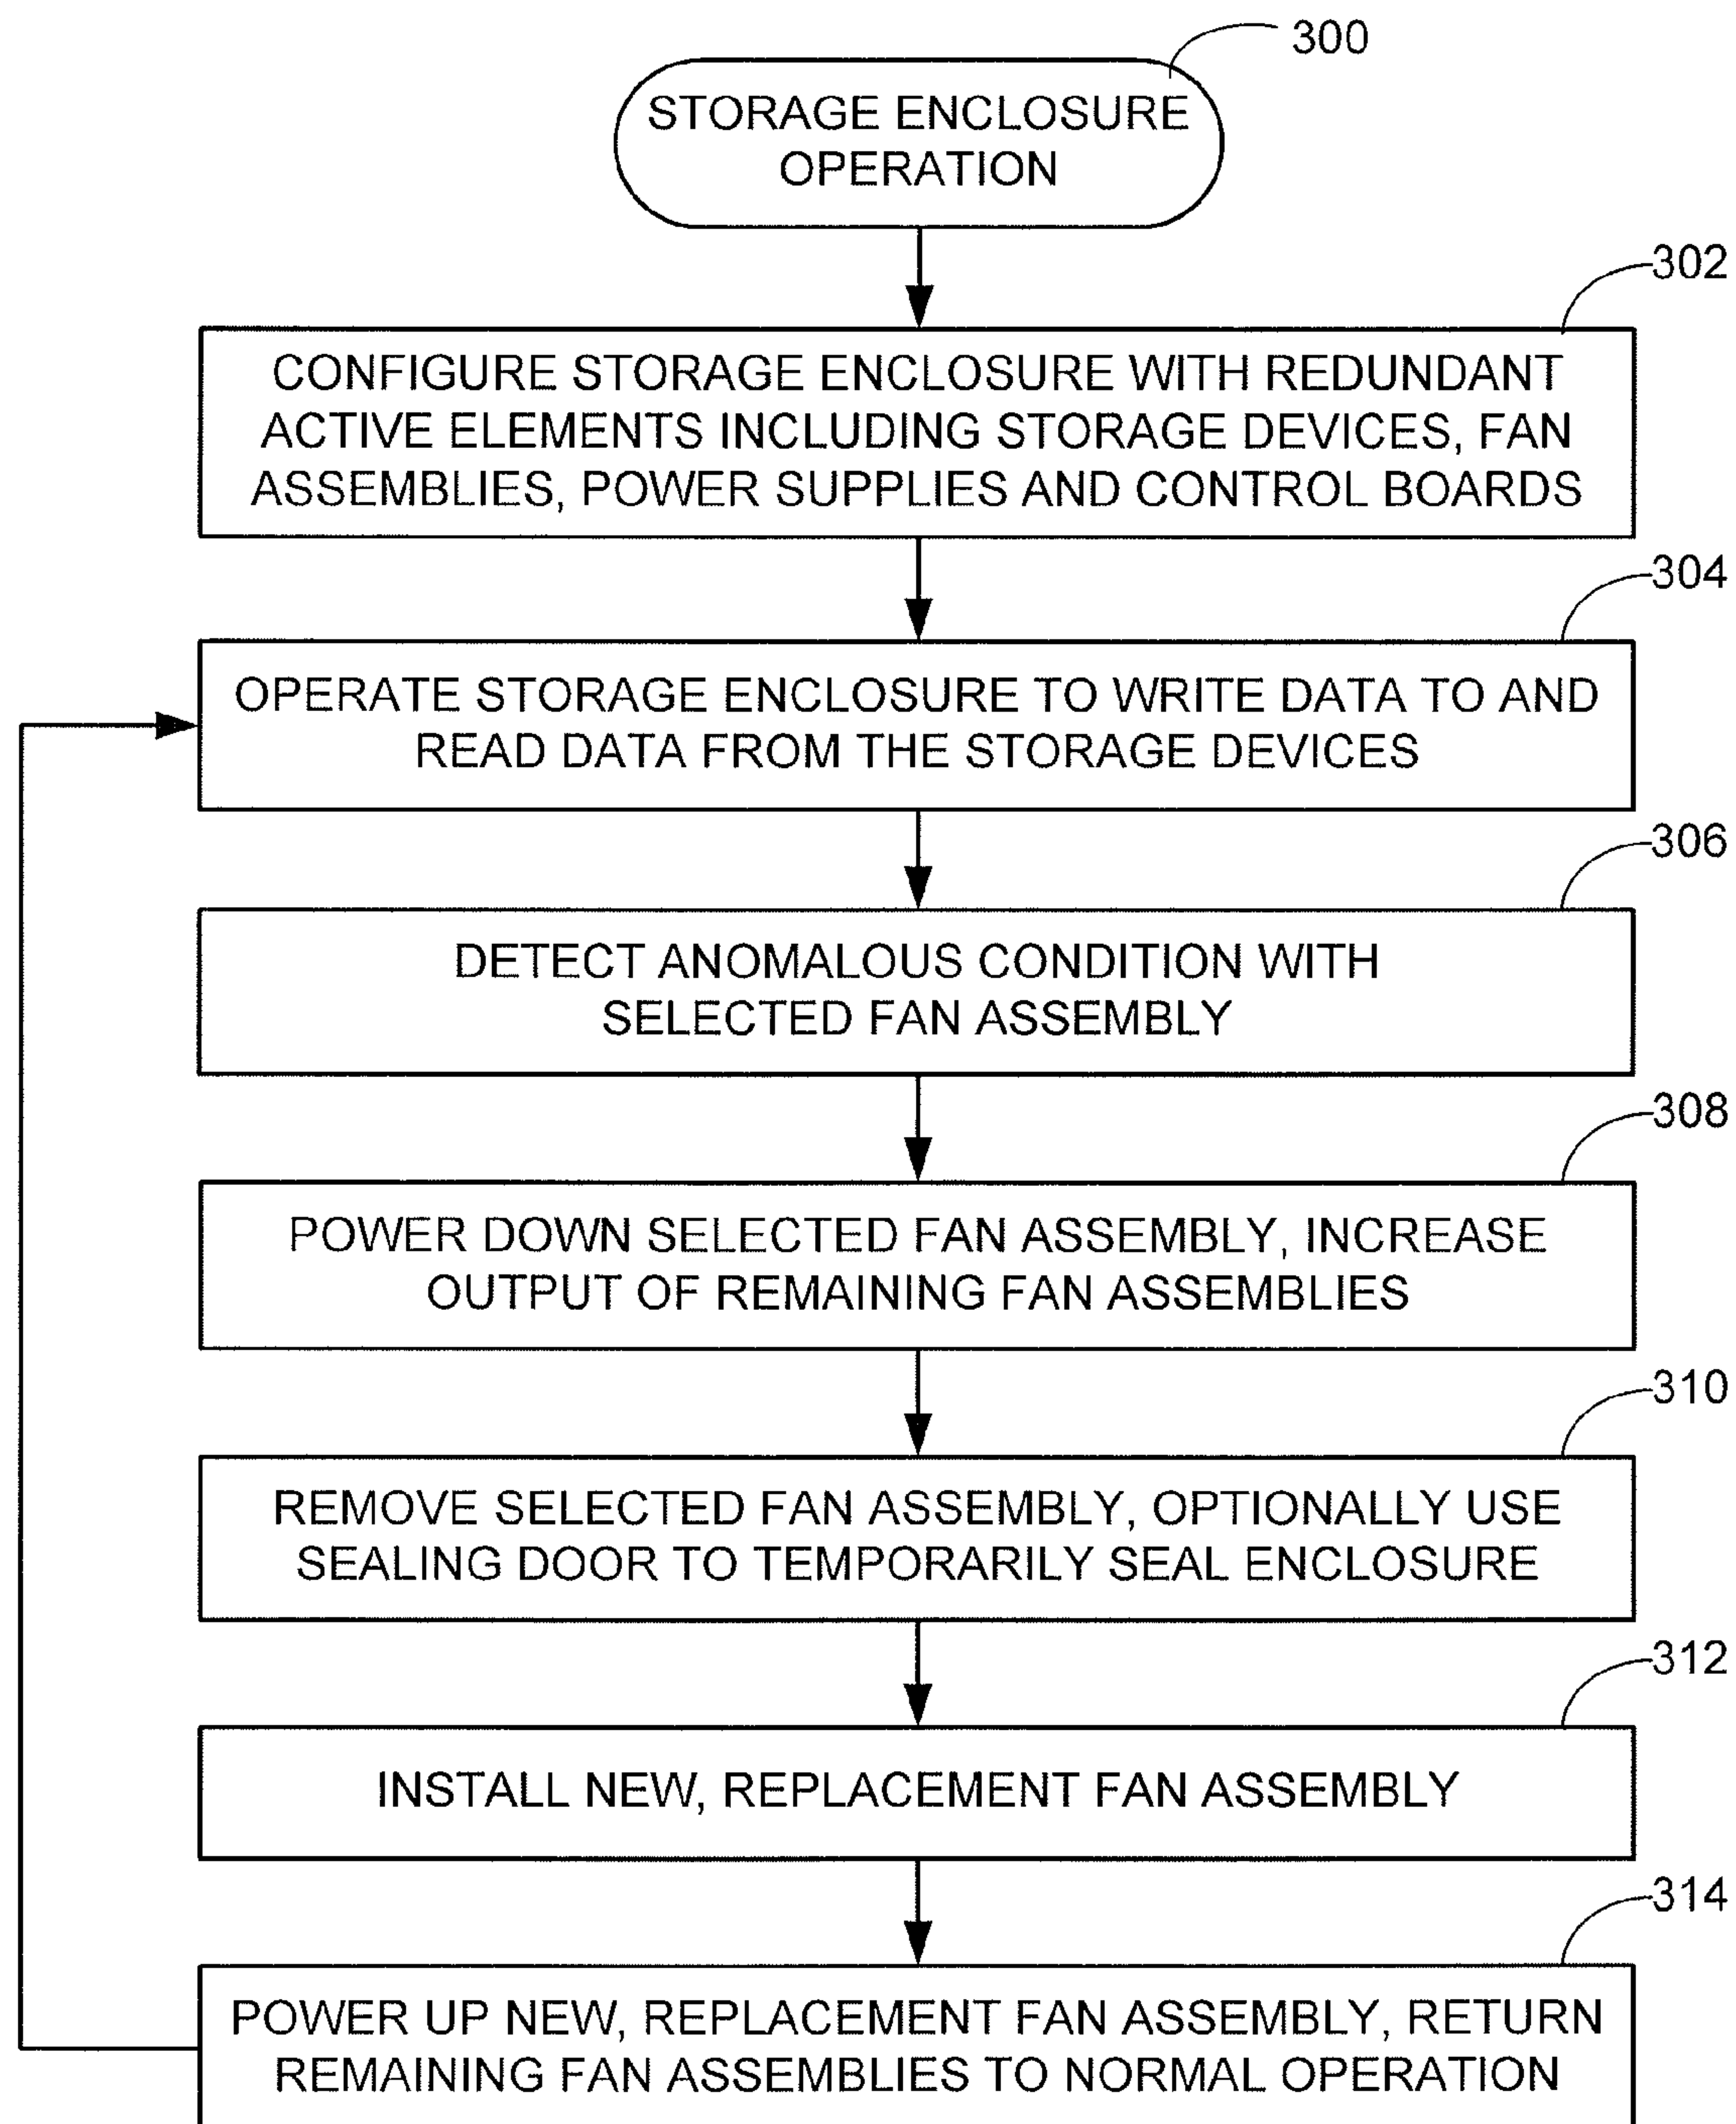 300
STORAGE ENCLOSURE
OPERATION
302
CONFIGURE STORAGE ENCLOSURE WITH REDUNDANT
ACTIVE ELEMENTS INCLUDING STORAGE DEVICES, FAN
ASSEMBLIES, POWER SUPPLIES AND CONTROL BOARDS
304
OPERATE STORAGE ENCLOSURE TO WRITE DATA TO AND
READ DATA FROM THE STORAGE DEVICES
306
DETECT ANOMALOUS CONDITION WITH
SELECTED FAN ASSEMBLY
308
POWER DOWN SELECTED FAN ASSEMBLY, INCREASE
OUTPUT OF REMAINING FAN ASSEMBLIES
310
REMOVE SELECTED FAN ASSEMBLY, OPTIONALLY USE
SEALING DOOR TO TEMPORARILY SEAL ENCLOSURE
312
INSTALL NEW, REPLACEMENT FAN ASSEMBLY
314
POWER UP NEW, REPLACEMENT FAN ASSEMBLY, RETURN
REMAINING FAN ASSEMBLIES TO NORMAL OPERATION